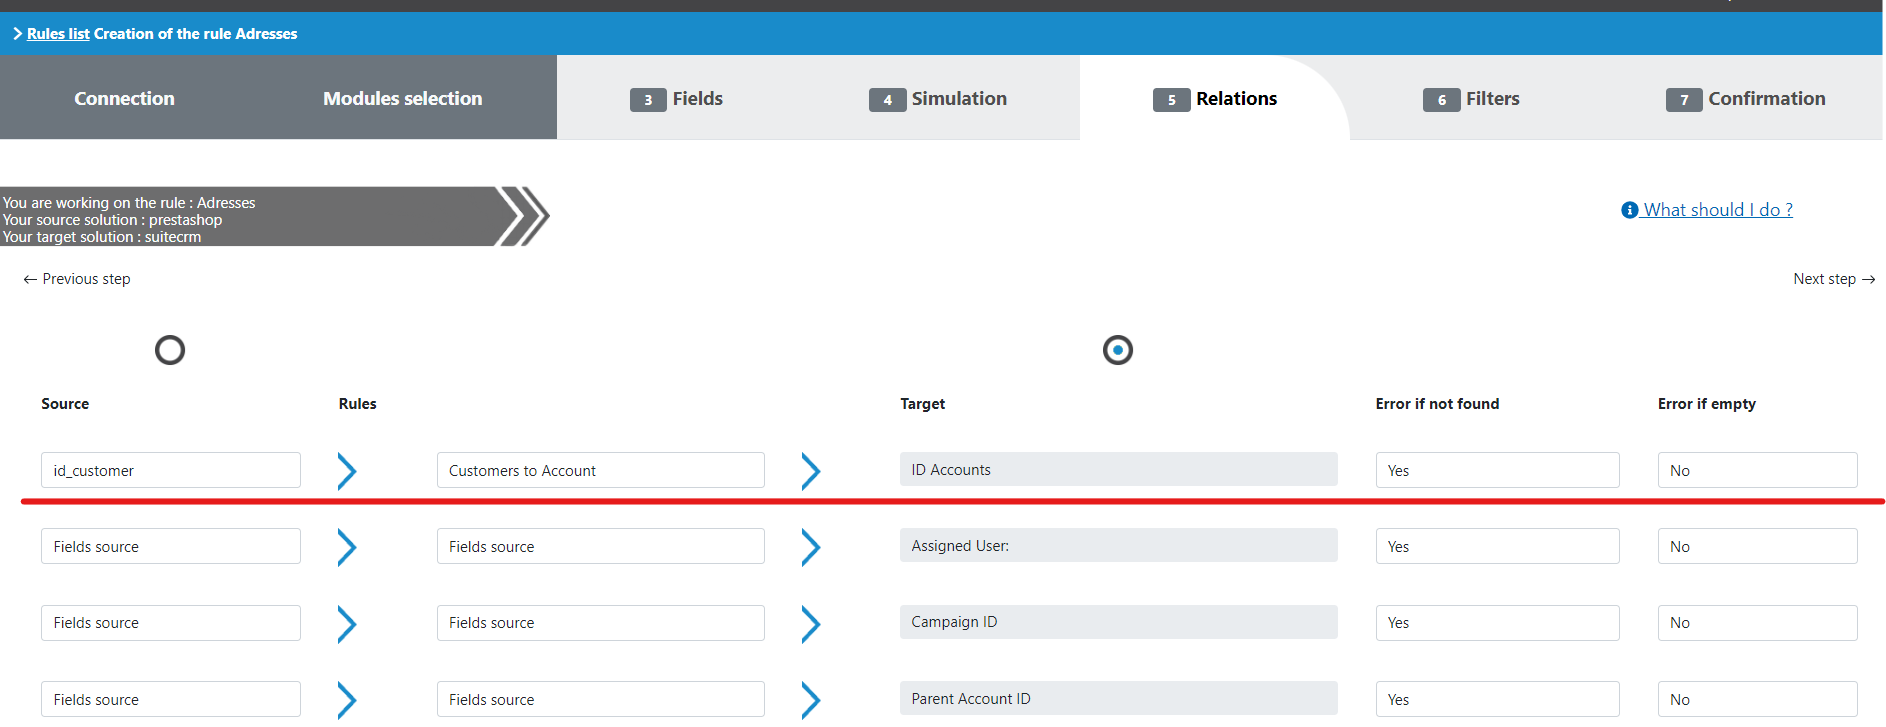 Rules list Creation of the rule Adresses
Connection Modules selection 3 Fields 4 Simulation 5 Relations 6 Filters 7 Confirmation
You are working on the rule : Adresses
Your source solution : prestashop
Your target solution : suitecrm
What should I do ?
← Previous step Next step →
Source Rules Target Error if not found Error if empty
id_customer Customers to Account ID Accounts Yes No
Fields source Fields source Assigned User: Yes No
Fields source Fields source Campaign ID Yes No
Fields source Fields source Parent Account ID Yes No